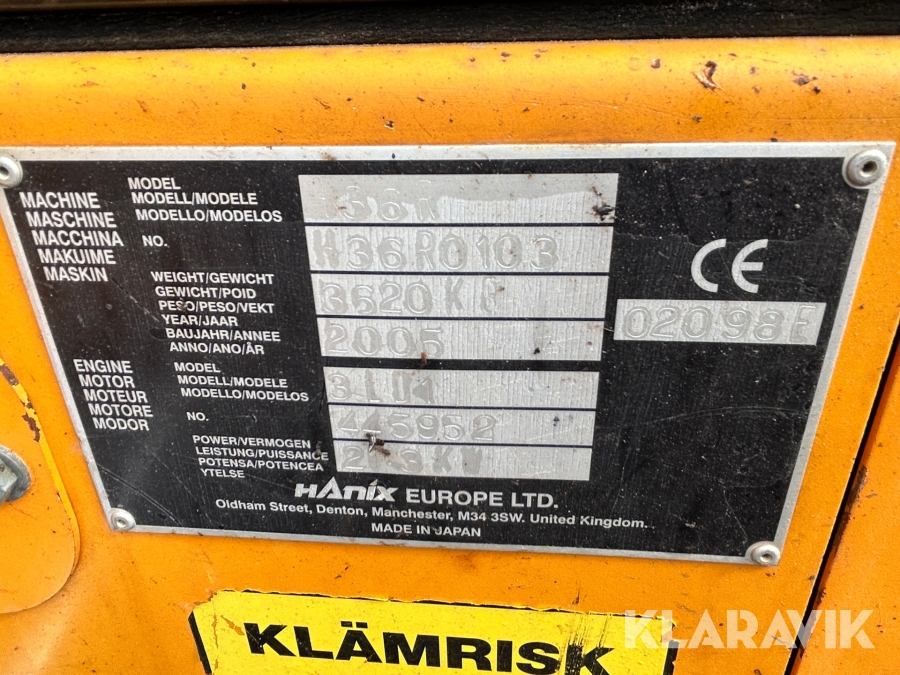 MACHINE
MASCHINE
MACCHINA
MAKUIME
MASKIN
MODEL
MODELL/MODELE
MODELLO/MODELOS
NO.
H36R0103
WEIGHT/GEWICHT
GEWICHT/POID
PESO/PESO/VEKT
3620KG
YEAR/JAAR
BAUJAHR/ANNEE
ANNO/ANO/ÅR
2005
CE
02098E
ENGINE
MOTOR
MOTEUR
MOTORE
MODOR
MODEL
MODELL/MODELE
MODELLO/MODELOS
NO.
445952
POWER/VERMOGEN
LEISTUNG/PUISSANCE
POTENSA/POTENCEA
YTELSE
HANIX EUROPE LTD.
Oldham Street, Denton, Manchester, M34 3SW. United Kingdom.
MADE IN JAPAN
KLÄMRISK
KLARAVIK